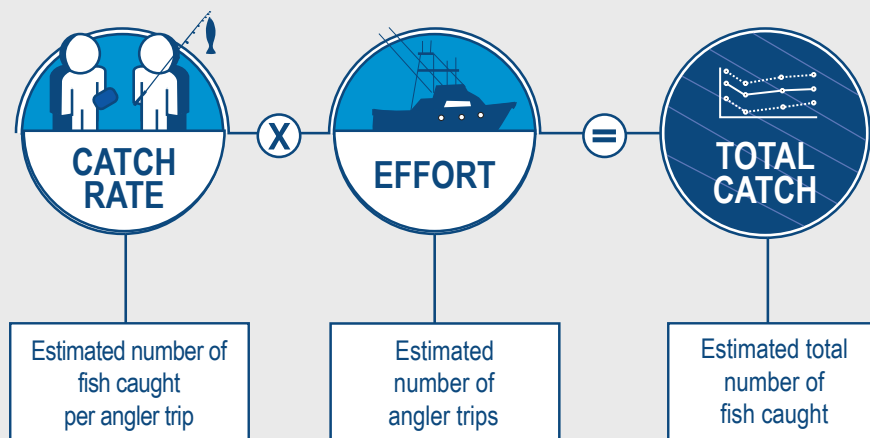 CATCH
RATE
X
EFFORT
=
TOTAL
CATCH
Estimated number of
fish caught
per angler trip
Estimated
number of
angler trips
Estimated total
number of
fish caught